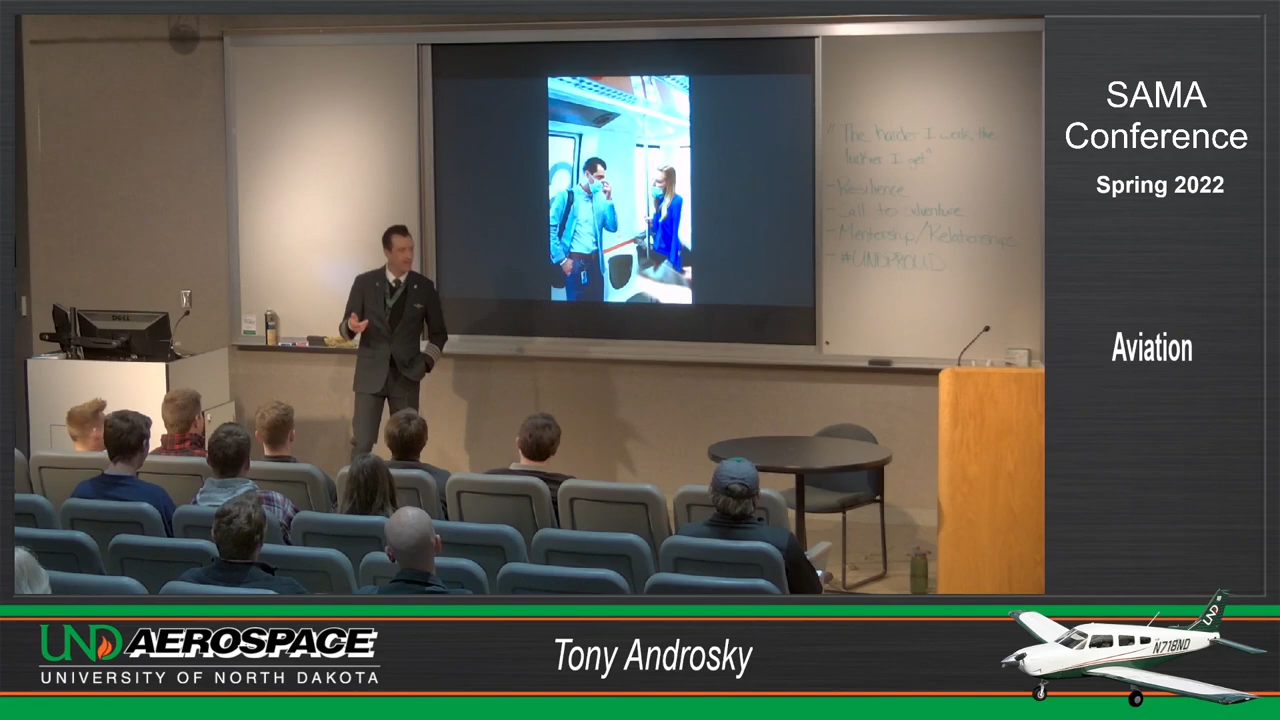 SAMA
Conference
Spring 2022
Aviation
DELL
"The harder I work, the
luckier I get"
- Resilience
- Call to adventure
- Mentorship/Relationships
- #UNDPROUD
UND AEROSPACE
UNIVERSITY OF NORTH DAKOTA
Tony Androsky
UND
N718ND